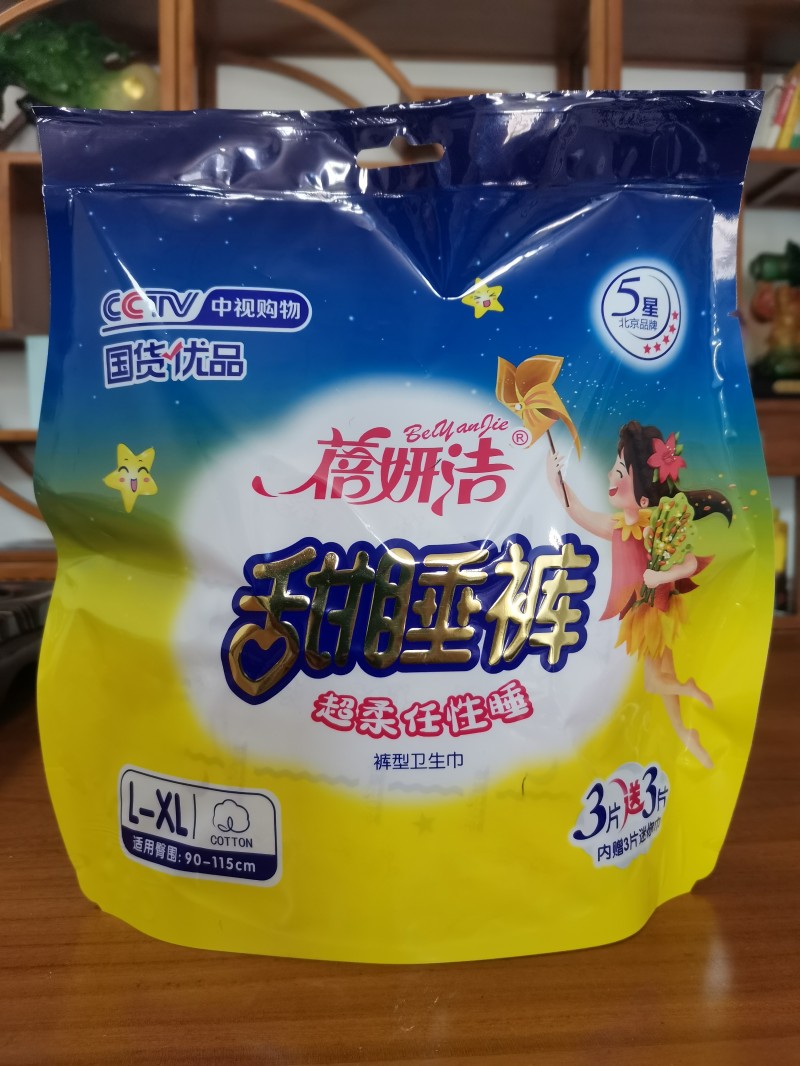 CCTV 中视购物
国货优品
5星
北京品牌
BeiYanJie®
蓓妍洁
甜睡裤
超柔任性睡
裤型卫生巾
L-XL
COTTON
适用臀围:90-115cm
3片送3片
内赠3片迷你巾